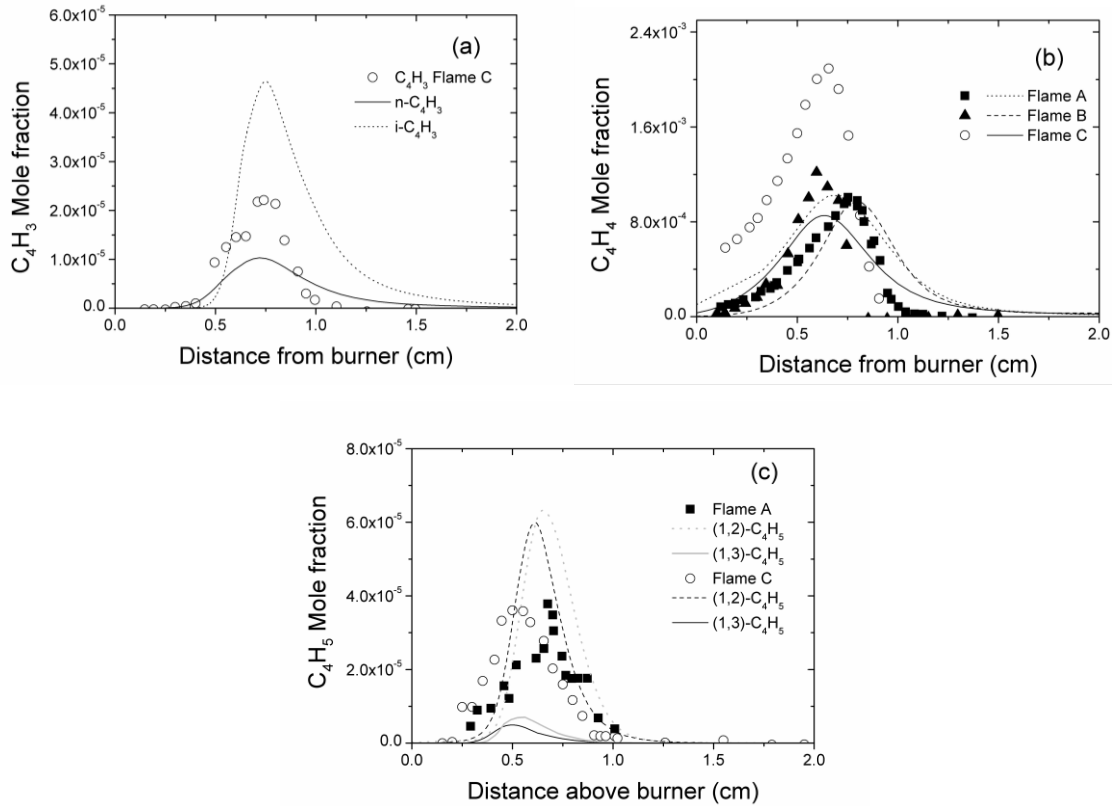 (a)
C₄H₃ Mole fraction
6.0x10⁻⁵
5.0x10⁻⁵
4.0x10⁻⁵
3.0x10⁻⁵
2.0x10⁻⁵
1.0x10⁻⁵
0.0
C₄H₃ Flame C
n-C₄H₃
i-C₄H₃
0.0 0.5 1.0 1.5 2.0
Distance from burner (cm)
(b)
C₄H₄ Mole fraction
2.4x10⁻³
1.6x10⁻³
8.0x10⁻⁴
0.0
Flame A
Flame B
Flame C
0.0 0.5 1.0 1.5 2.0
Distance from burner (cm)
(c)
C₄H₅ Mole fraction
8.0x10⁻⁵
6.0x10⁻⁵
4.0x10⁻⁵
2.0x10⁻⁵
0.0
Flame A
(1,2)-C₄H₅
(1,3)-C₄H₅
Flame C
(1,2)-C₄H₅
(1,3)-C₄H₅
0.0 0.5 1.0 1.5 2.0
Distance above burner (cm)